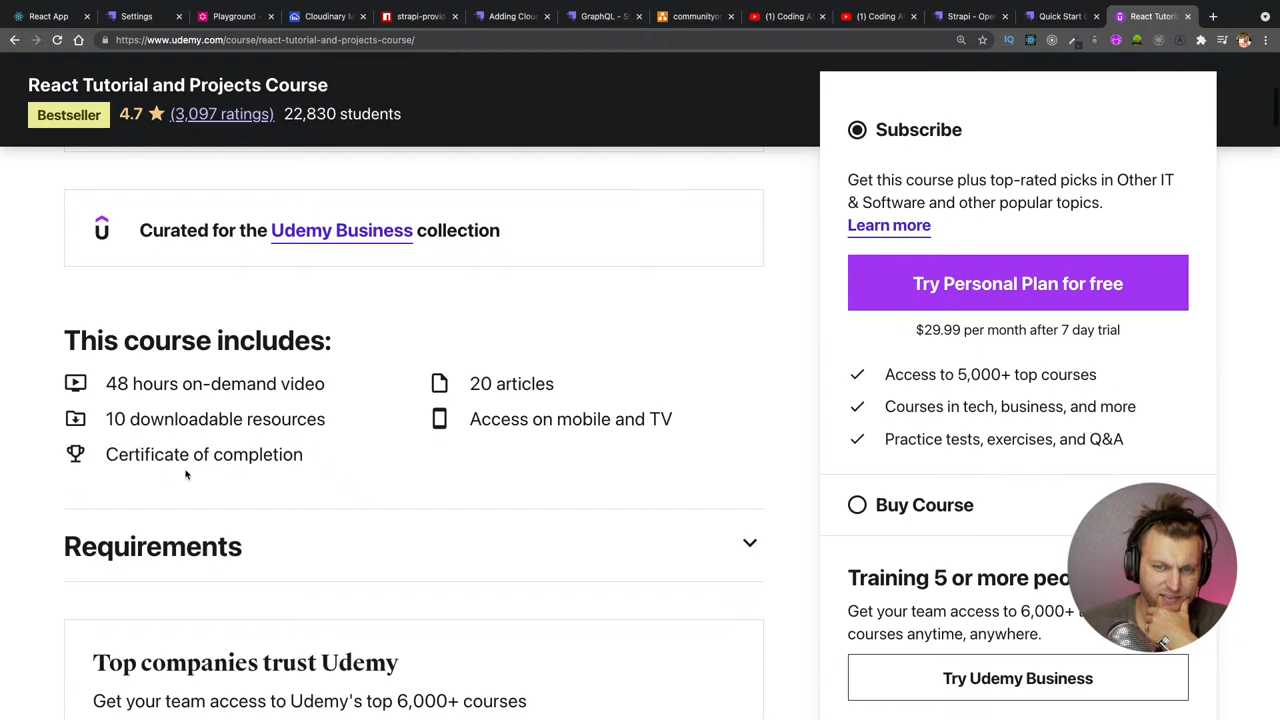 React App
Settings
Playground -
Cloudinary M
strapi-provid
Adding Clou
GraphQL - S
communityo
(1) Coding A
(1) Coding A
Strapi - Ope
Quick Start G
React Tutori
https://www.udemy.com/course/react-tutorial-and-projects-course/
React Tutorial and Projects Course
Bestseller 4.7 (3,097 ratings) 22,830 students
Curated for the Udemy Business collection
This course includes:
48 hours on-demand video
20 articles
10 downloadable resources
Access on mobile and TV
Certificate of completion
Requirements
Top companies trust Udemy
Get your team access to Udemy's top 6,000+ courses
Subscribe
Get this course plus top-rated picks in Other IT
& Software and other popular topics.
Learn more
Try Personal Plan for free
$29.99 per month after 7 day trial
Access to 5,000+ top courses
Courses in tech, business, and more
Practice tests, exercises, and Q&A
Buy Course
Training 5 or more peo
Get your team access to 6,000+
courses anytime, anywhere.
Try Udemy Business